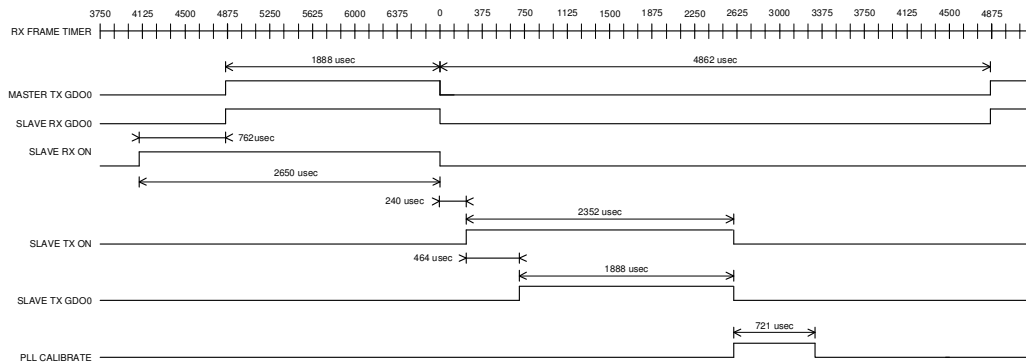 3750 4125 4500 4875 5250 5625 6000 6375 0 375 750 1125 1500 1875 2250 2625 3000 3375 3750 4125 4500 4875
RX FRAME TIMER
1888 usec 4862 usec
MASTER TX GDO0
SLAVE RX GDO0
762usec
SLAVE RX ON
2650 usec
240 usec
2352 usec
SLAVE TX ON
464 usec
1888 usec
SLAVE TX GDO0
721 usec
PLL CALIBRATE